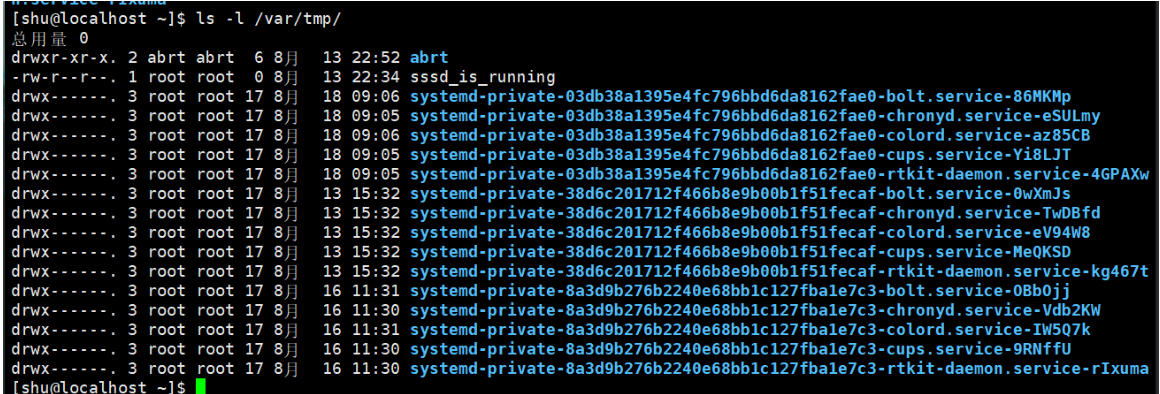 [shu@localhost ~]$ ls -l /var/tmp/
总用量 0
drwxr-xr-x. 2 abrt abrt  6 8月  13 22:52 abrt
-rw-r--r--. 1 root root  0 8月  13 22:34 sssd_is_running
drwx------. 3 root root 17 8月  18 09:06 systemd-private-03db38a1395e4fc796bbd6da8162fae0-bolt.service-86MKMp
drwx------. 3 root root 17 8月  18 09:05 systemd-private-03db38a1395e4fc796bbd6da8162fae0-chronyd.service-eSULmy
drwx------. 3 root root 17 8月  18 09:06 systemd-private-03db38a1395e4fc796bbd6da8162fae0-colord.service-az85CB
drwx------. 3 root root 17 8月  18 09:05 systemd-private-03db38a1395e4fc796bbd6da8162fae0-cups.service-Yi8LJT
drwx------. 3 root root 17 8月  18 09:05 systemd-private-03db38a1395e4fc796bbd6da8162fae0-rtkit-daemon.service-4GPAXw
drwx------. 3 root root 17 8月  13 15:32 systemd-private-38d6c201712f466b8e9b00b1f51fecaf-bolt.service-0wXmJs
drwx------. 3 root root 17 8月  13 15:32 systemd-private-38d6c201712f466b8e9b00b1f51fecaf-chronyd.service-TwDBfd
drwx------. 3 root root 17 8月  13 15:32 systemd-private-38d6c201712f466b8e9b00b1f51fecaf-colord.service-eV94W8
drwx------. 3 root root 17 8月  13 15:32 systemd-private-38d6c201712f466b8e9b00b1f51fecaf-cups.service-MeQKSD
drwx------. 3 root root 17 8月  13 15:32 systemd-private-38d6c201712f466b8e9b00b1f51fecaf-rtkit-daemon.service-kg467t
drwx------. 3 root root 17 8月  16 11:31 systemd-private-8a3d9b276b2240e68bb1c127fba1e7c3-bolt.service-OBbOjj
drwx------. 3 root root 17 8月  16 11:30 systemd-private-8a3d9b276b2240e68bb1c127fba1e7c3-chronyd.service-Vdb2KW
drwx------. 3 root root 17 8月  16 11:31 systemd-private-8a3d9b276b2240e68bb1c127fba1e7c3-colord.service-IW5Q7k
drwx------. 3 root root 17 8月  16 11:30 systemd-private-8a3d9b276b2240e68bb1c127fba1e7c3-cups.service-9RNffU
drwx------. 3 root root 17 8月  16 11:30 systemd-private-8a3d9b276b2240e68bb1c127fba1e7c3-rtkit-daemon.service-rIxuma
[shu@localhost ~]$